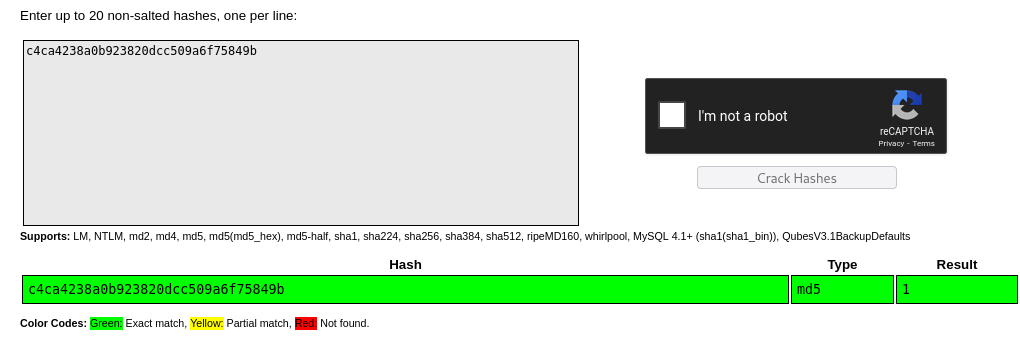 Enter up to 20 non-salted hashes, one per line:
c4ca4238a0b923820dcc509a6f75849b
I'm not a robot
reCAPTCHA
Privacy - Terms
Crack Hashes
Supports: LM, NTLM, md2, md4, md5, md5(md5_hex), md5-half, sha1, sha224, sha256, sha384, sha512, ripeMD160, whirlpool, MySQL 4.1+ (sha1(sha1_bin)), QubesV3.1BackupDefaults
Hash Type Result
c4ca4238a0b923820dcc509a6f75849b md5 1
Color Codes: Green: Exact match, Yellow: Partial match, Red: Not found.